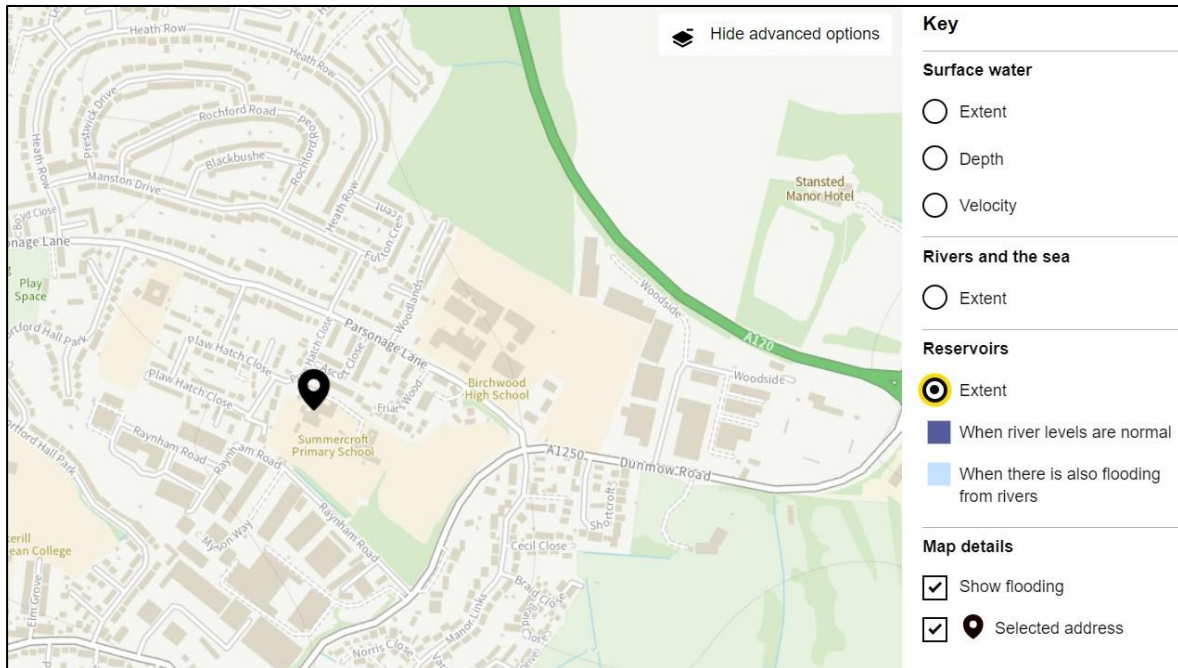 Hide advanced options
Heath Row
Heath Row
Prestwick Drive
Rochford Road
Rochford Road
Blackbushe
Heath Row
Manston Drive
Heath Row
Boyd Close
Fulton Cres
Parsonage Lane
Play
Space
Woodlands
Parsonage Lane
Plaw Hatch Close
Plaw Hatch Close
Friar
Wood
Birchwood
High School
Summercroft
Primary School
Raynham Road
Raynham Road
Raynham Road
Myson Way
Elm Grove
Stansted
Manor Hotel
Woodside
A120
Woodside
A1250
Dunmow Road
Shortcroft
Cecil Close
Braid Close
Manor Links
Norris Close
Key
Surface water
Extent
Depth
Velocity
Rivers and the sea
Extent
Reservoirs
Extent
When river levels are normal
When there is also flooding
from rivers
Map details
Show flooding
Selected address